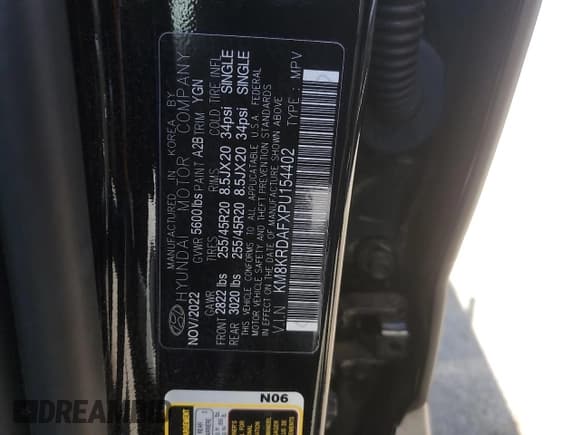 MANUFACTURED IN KOREA BY
HYUNDAI MOTOR COMPANY
NOV/2022 GVWR 5600lbs PAINT A2B TRIM YGN
GAWR TIRES RIMS COLD TIRE INFL
FRONT 2822 lbs 255/45R20 8.5JX20 34psi SINGLE
REAR 3020 lbs 255/45R20 8.5JX20 34psi SINGLE
THIS VEHICLE CONFORMS TO ALL APPLICABLE U.S.A. FEDERAL
MOTOR VEHICLE SAFETY AND THEFT PREVENTION STANDARDS
IN EFFECT ON THE DATE OF MANUFACTURE SHOWN ABOVE
V.I.N KM8KRDAFXPU154402 TYPE : MPV
N06
DREAMBID